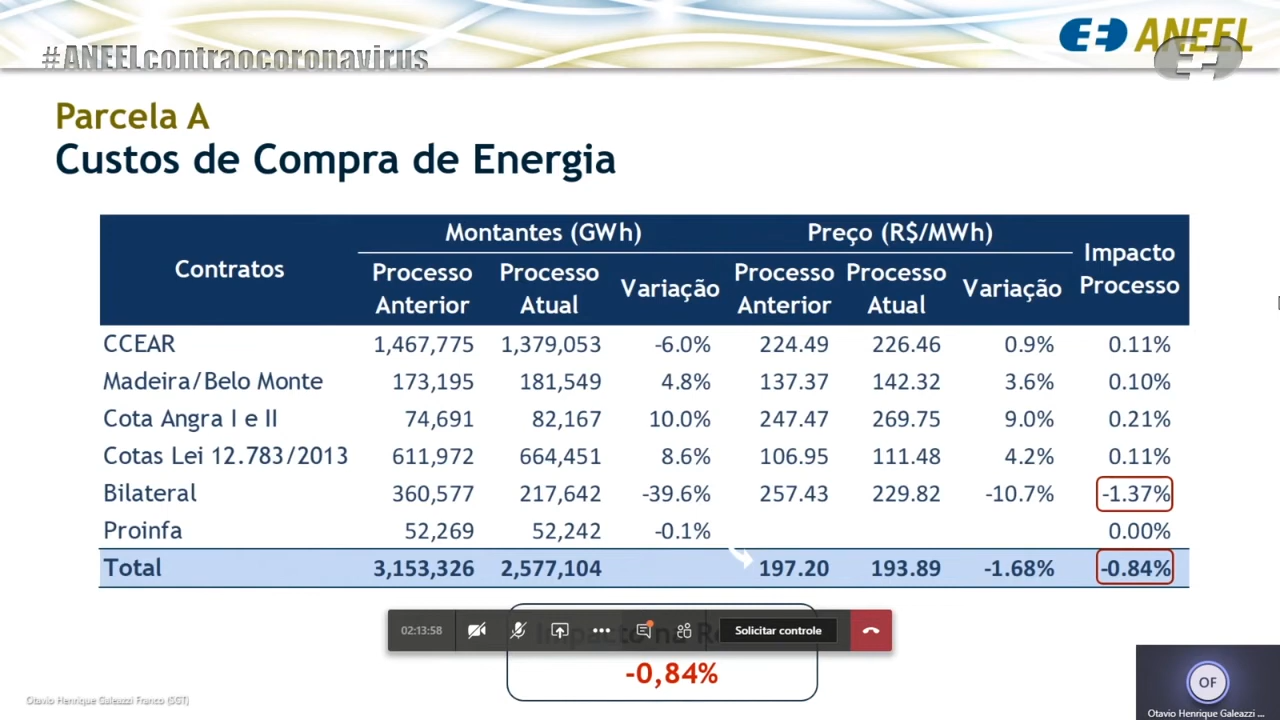 #ANEELcontraocoronavirus
ANEEL
Parcela A
Custos de Compra de Energia
Contratos Montantes (GWh) Preço (R$/MWh) Impacto Processo
Processo Anterior Processo Atual Variação Processo Anterior Processo Atual Variação
CCEAR 1,467,775 1,379,053 -6.0% 224.49 226.46 0.9% 0.11%
Madeira/Belo Monte 173,195 181,549 4.8% 137.37 142.32 3.6% 0.10%
Cota Angra I e II 74,691 82,167 10.0% 247.47 269.75 9.0% 0.21%
Cotas Lei 12.783/2013 611,972 664,451 8.6% 106.95 111.48 4.2% 0.11%
Bilateral 360,577 217,642 -39.6% 257.43 229.82 -10.7% -1.37%
Proinfa 52,269 52,242 -0.1% 0.00%
Total 3,153,326 2,577,104 197.20 193.89 -1.68% -0.84%
02:13:58 Solicitar controle
-0,84%
OF
Otavio Henrique Galeazzi Franco (SGT)
Otavio Henrique Galeazzi ...